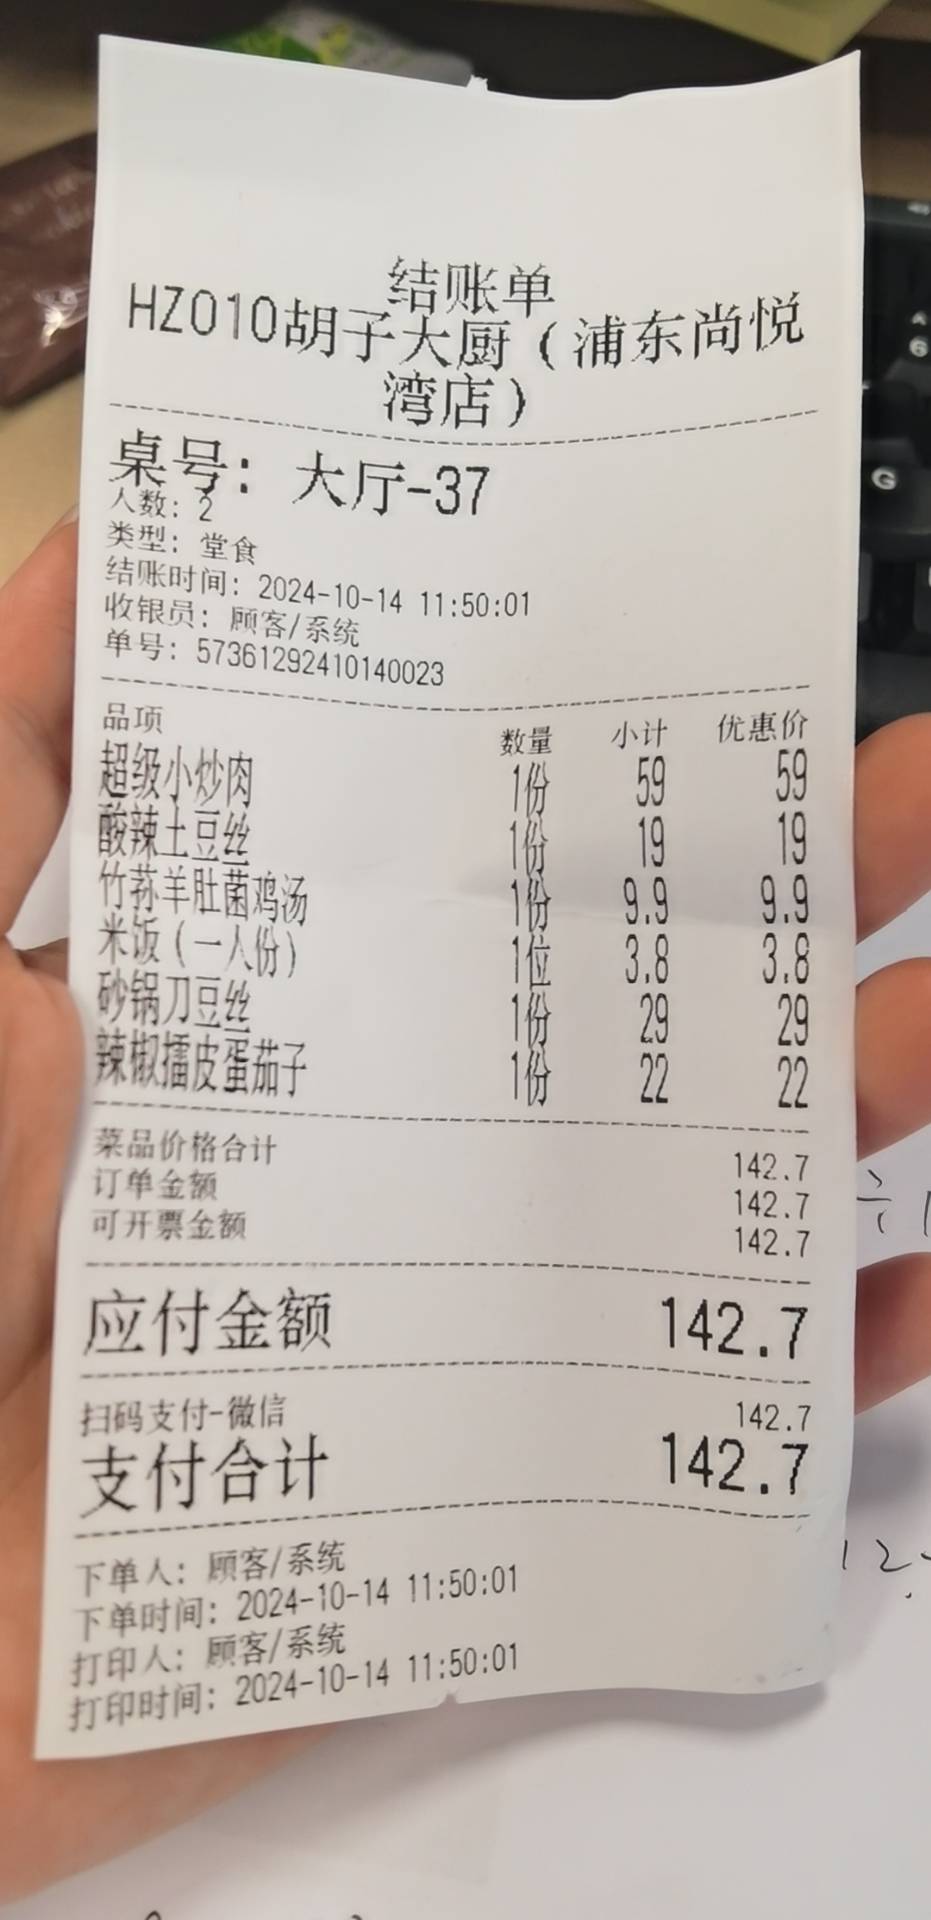 结账单
HZ010胡子大厨（浦东尚悦
湾店）
桌号：大厅-37
人数：2
类型：堂食
结账时间：2024-10-14 11:50:01
收银员：顾客/系统
单号：57361292410140023
品项 数量 小计 优惠价
超级小炒肉 1份 59 59
酸辣土豆丝 1份 19 19
竹荪羊肚菌鸡汤 1份 9.9 9.9
米饭（一人份） 1位 3.8 3.8
砂锅刀豆丝 1份 29 29
辣椒擂皮蛋茄子 1份 22 22
菜品价格合计 142.7
订单金额 142.7
可开票金额 142.7
应付金额 142.7
扫码支付-微信 142.7
支付合计 142.7
下单人：顾客/系统
下单时间：2024-10-14 11:50:01
打印人：顾客/系统
打印时间：2024-10-14 11:50:01
G